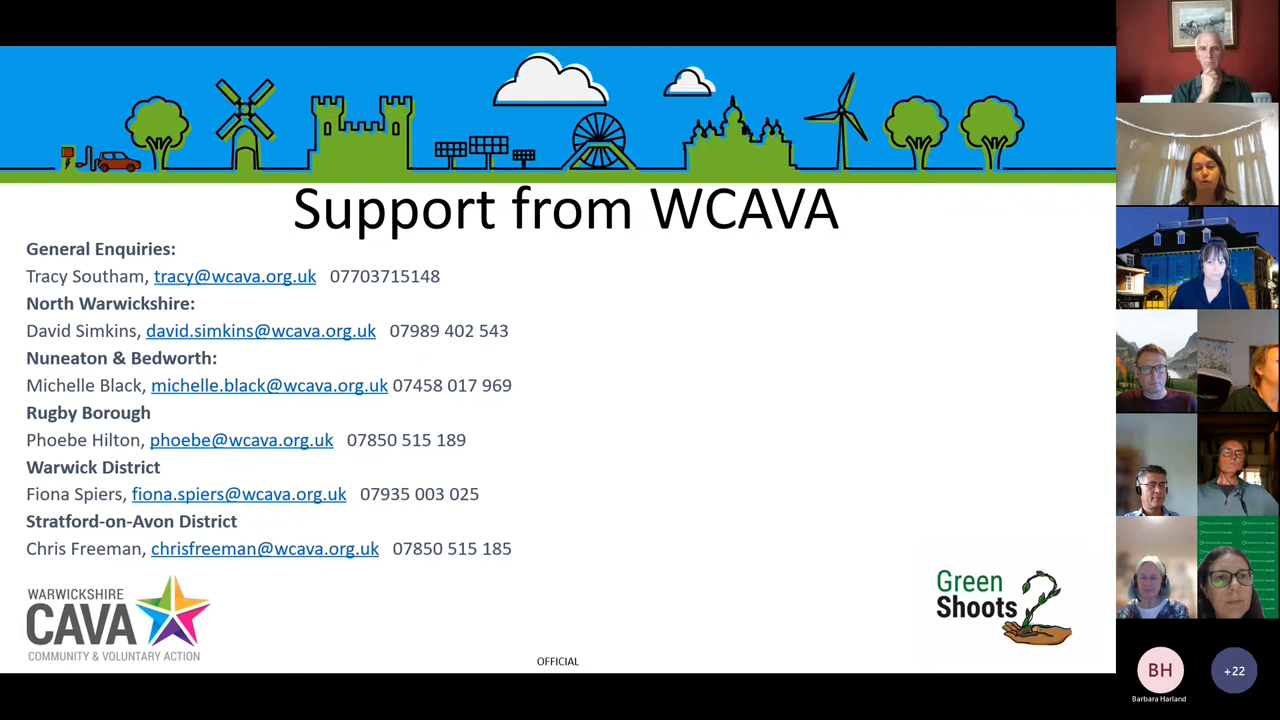 Support from WCAVA
General Enquiries:
Tracy Southam, tracy@wcava.org.uk 07703715148
North Warwickshire:
David Simkins, david.simkins@wcava.org.uk 07989 402 543
Nuneaton & Bedworth:
Michelle Black, michelle.black@wcava.org.uk 07458 017 969
Rugby Borough
Phoebe Hilton, phoebe@wcava.org.uk 07850 515 189
Warwick District
Fiona Spiers, fiona.spiers@wcava.org.uk 07935 003 025
Stratford-on-Avon District
Chris Freeman, chrisfreeman@wcava.org.uk 07850 515 185
WARWICKSHIRE
CAVA
COMMUNITY & VOLUNTARY ACTION
OFFICIAL
Green
Shoots
BH
Barbara Harland
+22